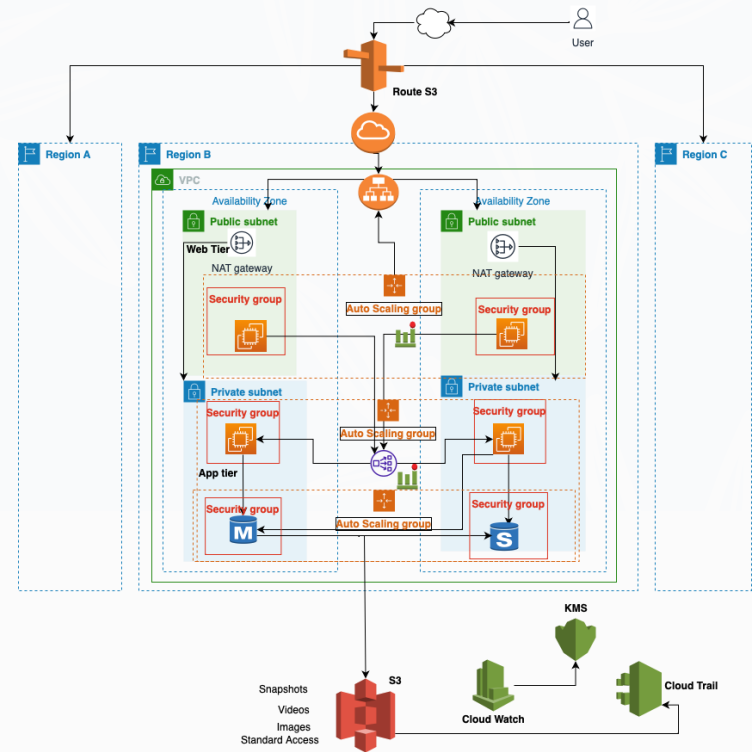 User
Route S3
Region A
Region B
Region C
VPC
Availability Zone
Availability Zone
Public subnet
Public subnet
Web Tier
NAT gateway
NAT gateway
Security group
Security group
Auto Scaling group
Private subnet
Private subnet
Security group
Security group
Auto Scaling group
App tier
Security group
Security group
M
S
Auto Scaling group
KMS
S3
Snapshots
Videos
Images
Standard Access
Cloud Watch
Cloud Trail